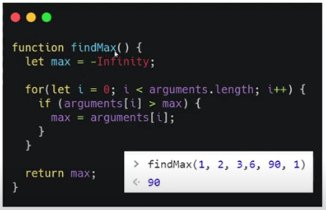 function findMax() {
let max = -Infinity;
for(let i = 0; i < arguments.length; i++) {
if (arguments[i] > max) {
max = arguments[i];
}
}
return max;
}
> findMax(1, 2, 3,6, 90, 1)
< 90